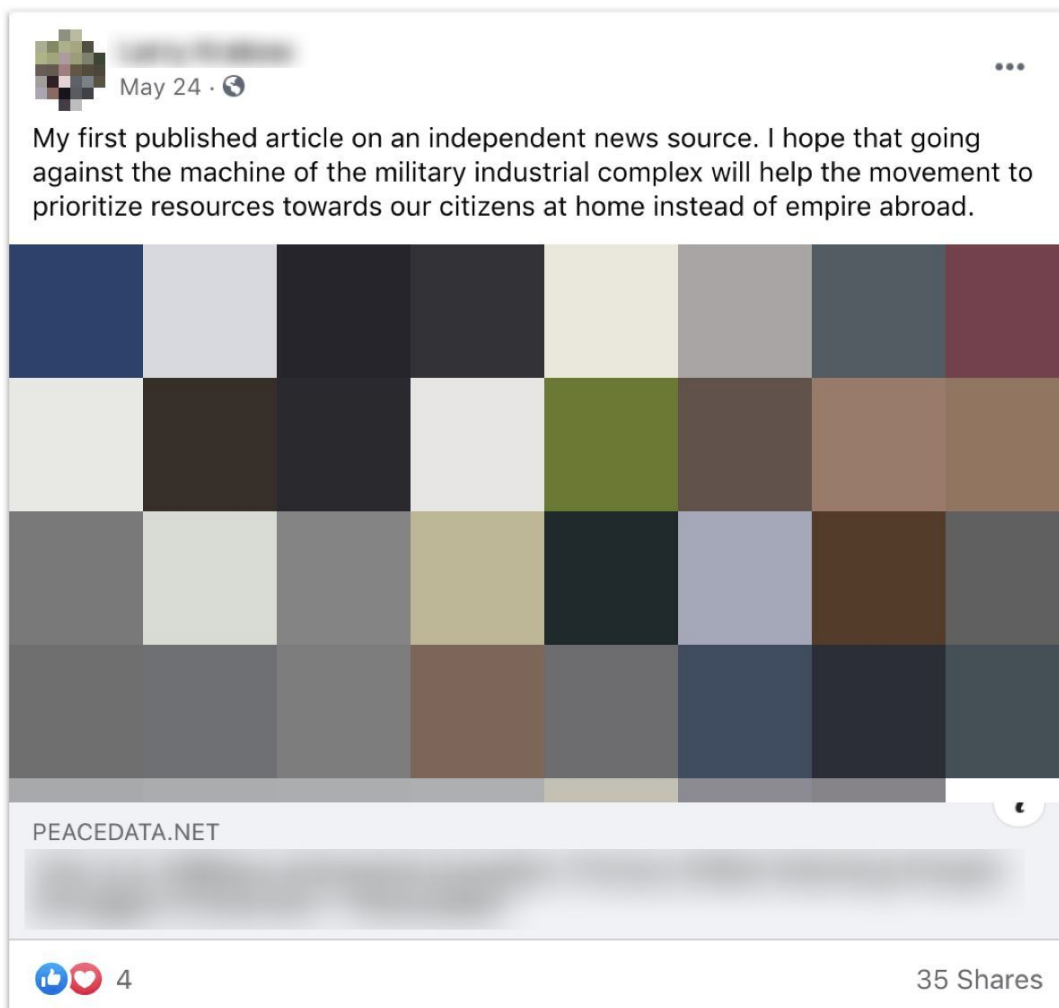 May 24 ·
My first published article on an independent news source. I hope that going
against the machine of the military industrial complex will help the movement to
prioritize resources towards our citizens at home instead of empire abroad.
PEACEDATA.NET
4
35 Shares